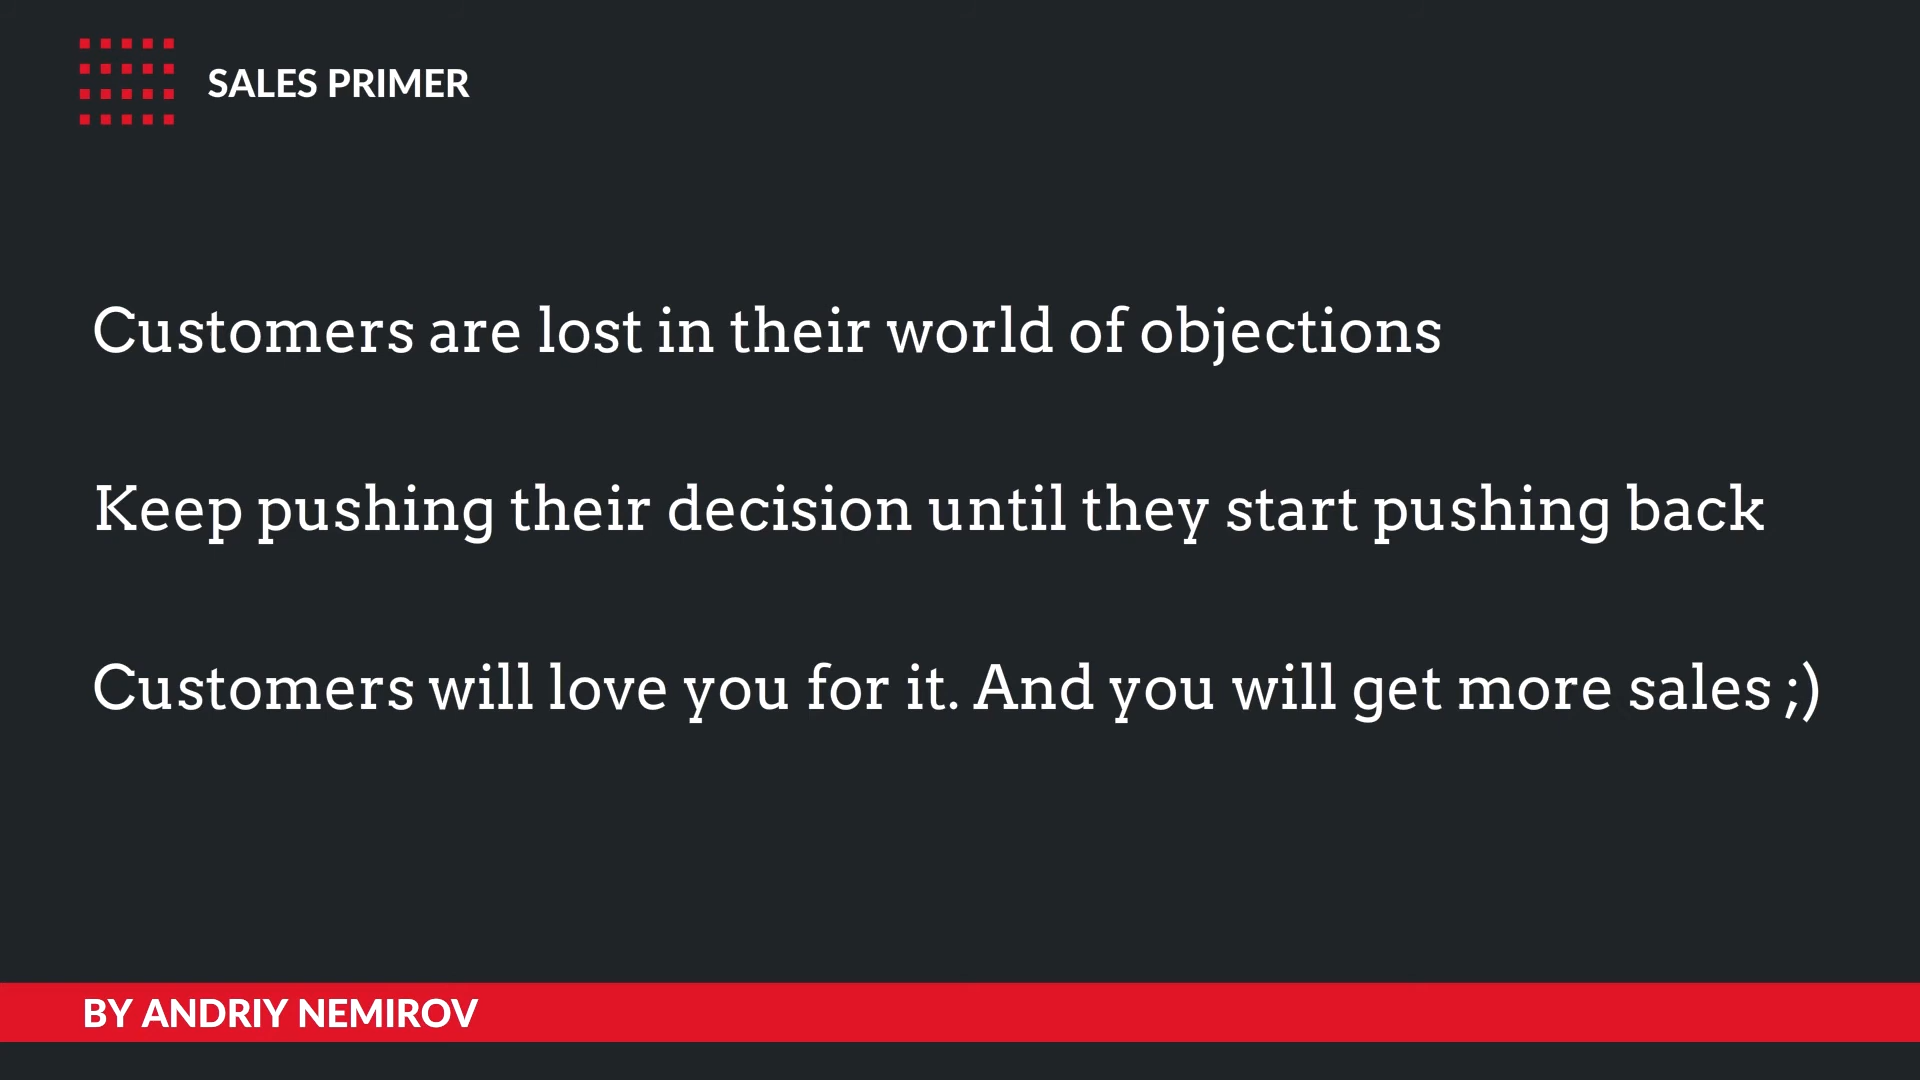 SALES PRIMER
Customers are lost in their world of objections
Keep pushing their decision until they start pushing back
Customers will love you for it. And you will get more sales ;)
BY ANDRIY NEMIROV